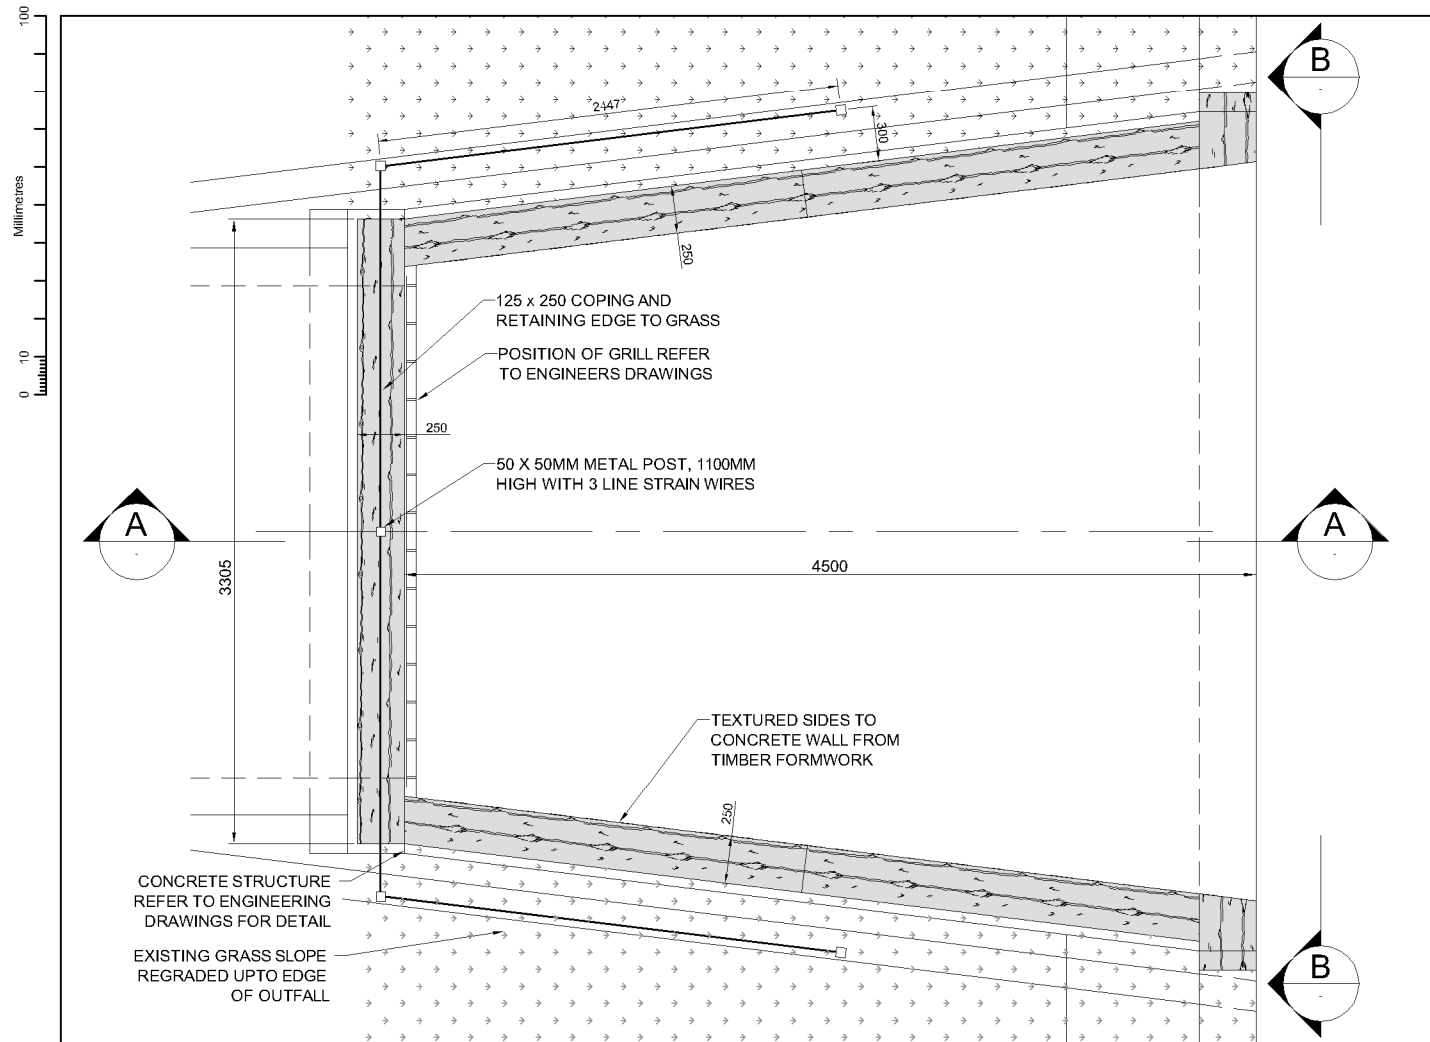 100
10
0
Millimetres
B
2447
300
250
125 x 250 COPING AND
RETAINING EDGE TO GRASS
POSITION OF GRILL REFER
TO ENGINEERS DRAWINGS
250
50 X 50MM METAL POST, 1100MM
HIGH WITH 3 LINE STRAIN WIRES
A
-
A
-
3305
4500
TEXTURED SIDES TO
CONCRETE WALL FROM
TIMBER FORMWORK
250
CONCRETE STRUCTURE
REFER TO ENGINEERING
DRAWINGS FOR DETAIL
EXISTING GRASS SLOPE
REGRADED UPTO EDGE
OF OUTFALL
B
-